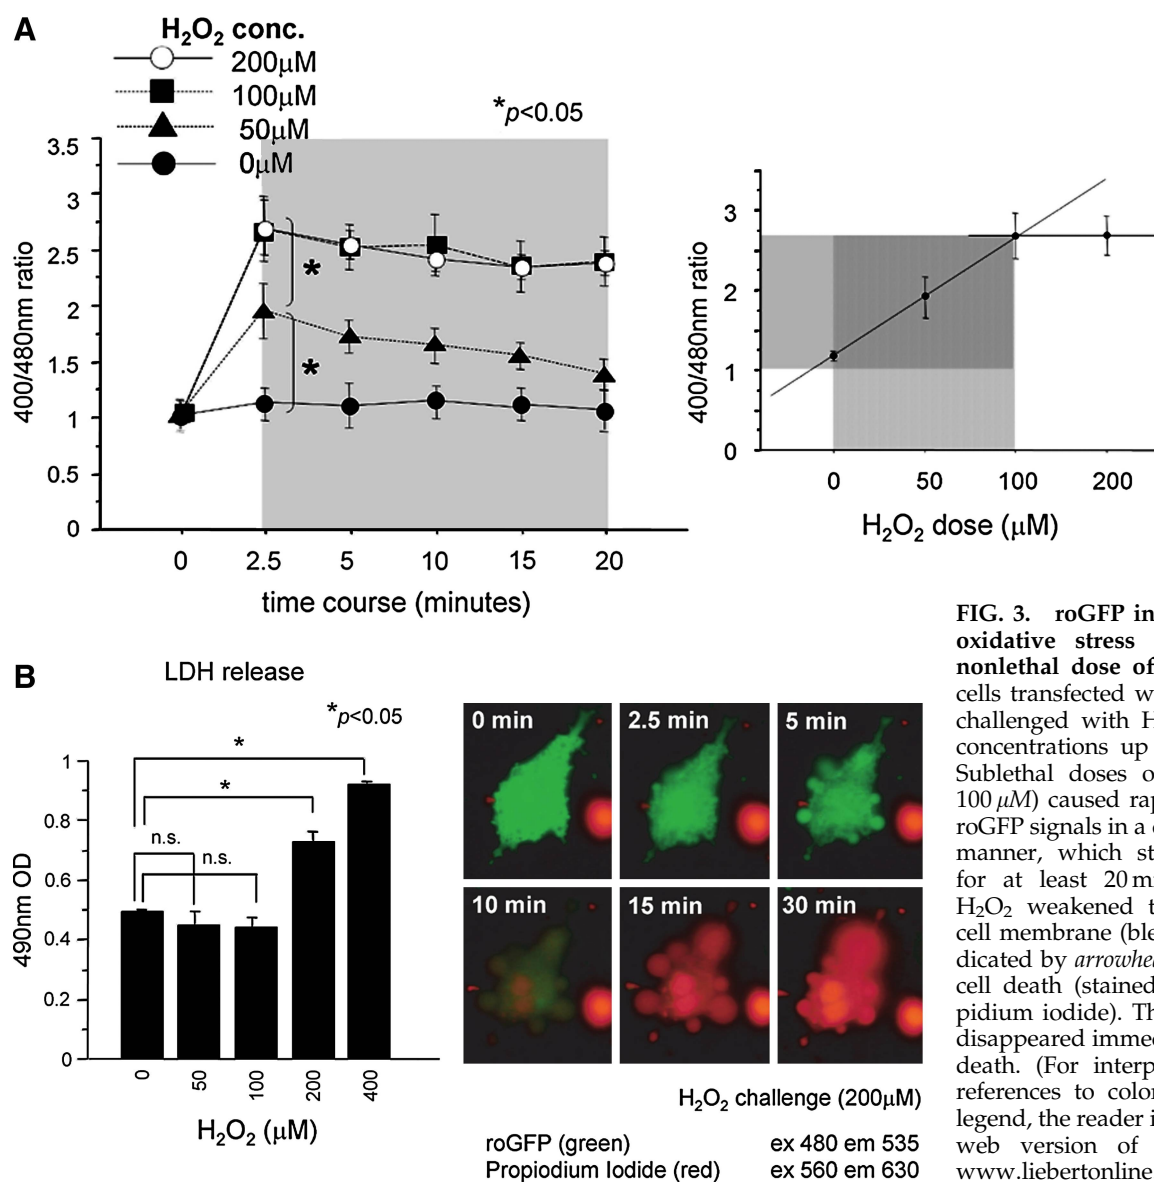 A
H2O2 conc.
200μM
100μM
50μM
0μM
*p<0.05
3.5
3
2.5
2
1.5
1
0.5
0
400/480nm ratio
*
*
0 2.5 5 10 15 20
time course (minutes)
3
2
1
0
400/480nm ratio
0 50 100 200
H2O2 dose (μM)
B
LDH release
*p<0.05
*
*
n.s.
n.s.
1
0.8
0.6
0.4
0.2
0
490nm OD
0 50 100 200 400
H2O2 (μM)
0 min 2.5 min 5 min
10 min 15 min 30 min
H2O2 challenge (200μM)
roGFP (green) ex 480 em 535
Propiodium Iodide (red) ex 560 em 630
FIG. 3. roGFP in
oxidative stress
nonlethal dose of
cells transfected w
challenged with H
concentrations up
Sublethal doses o
100 μM) caused rap
roGFP signals in a
manner, which st
for at least 20 m
H2O2 weakened t
cell membrane (ble
dicated by arrowhea
cell death (stained
pidium iodide). Th
disappeared immed
death. (For interp
references to color
legend, the reader i
web version of
www.liebertonline